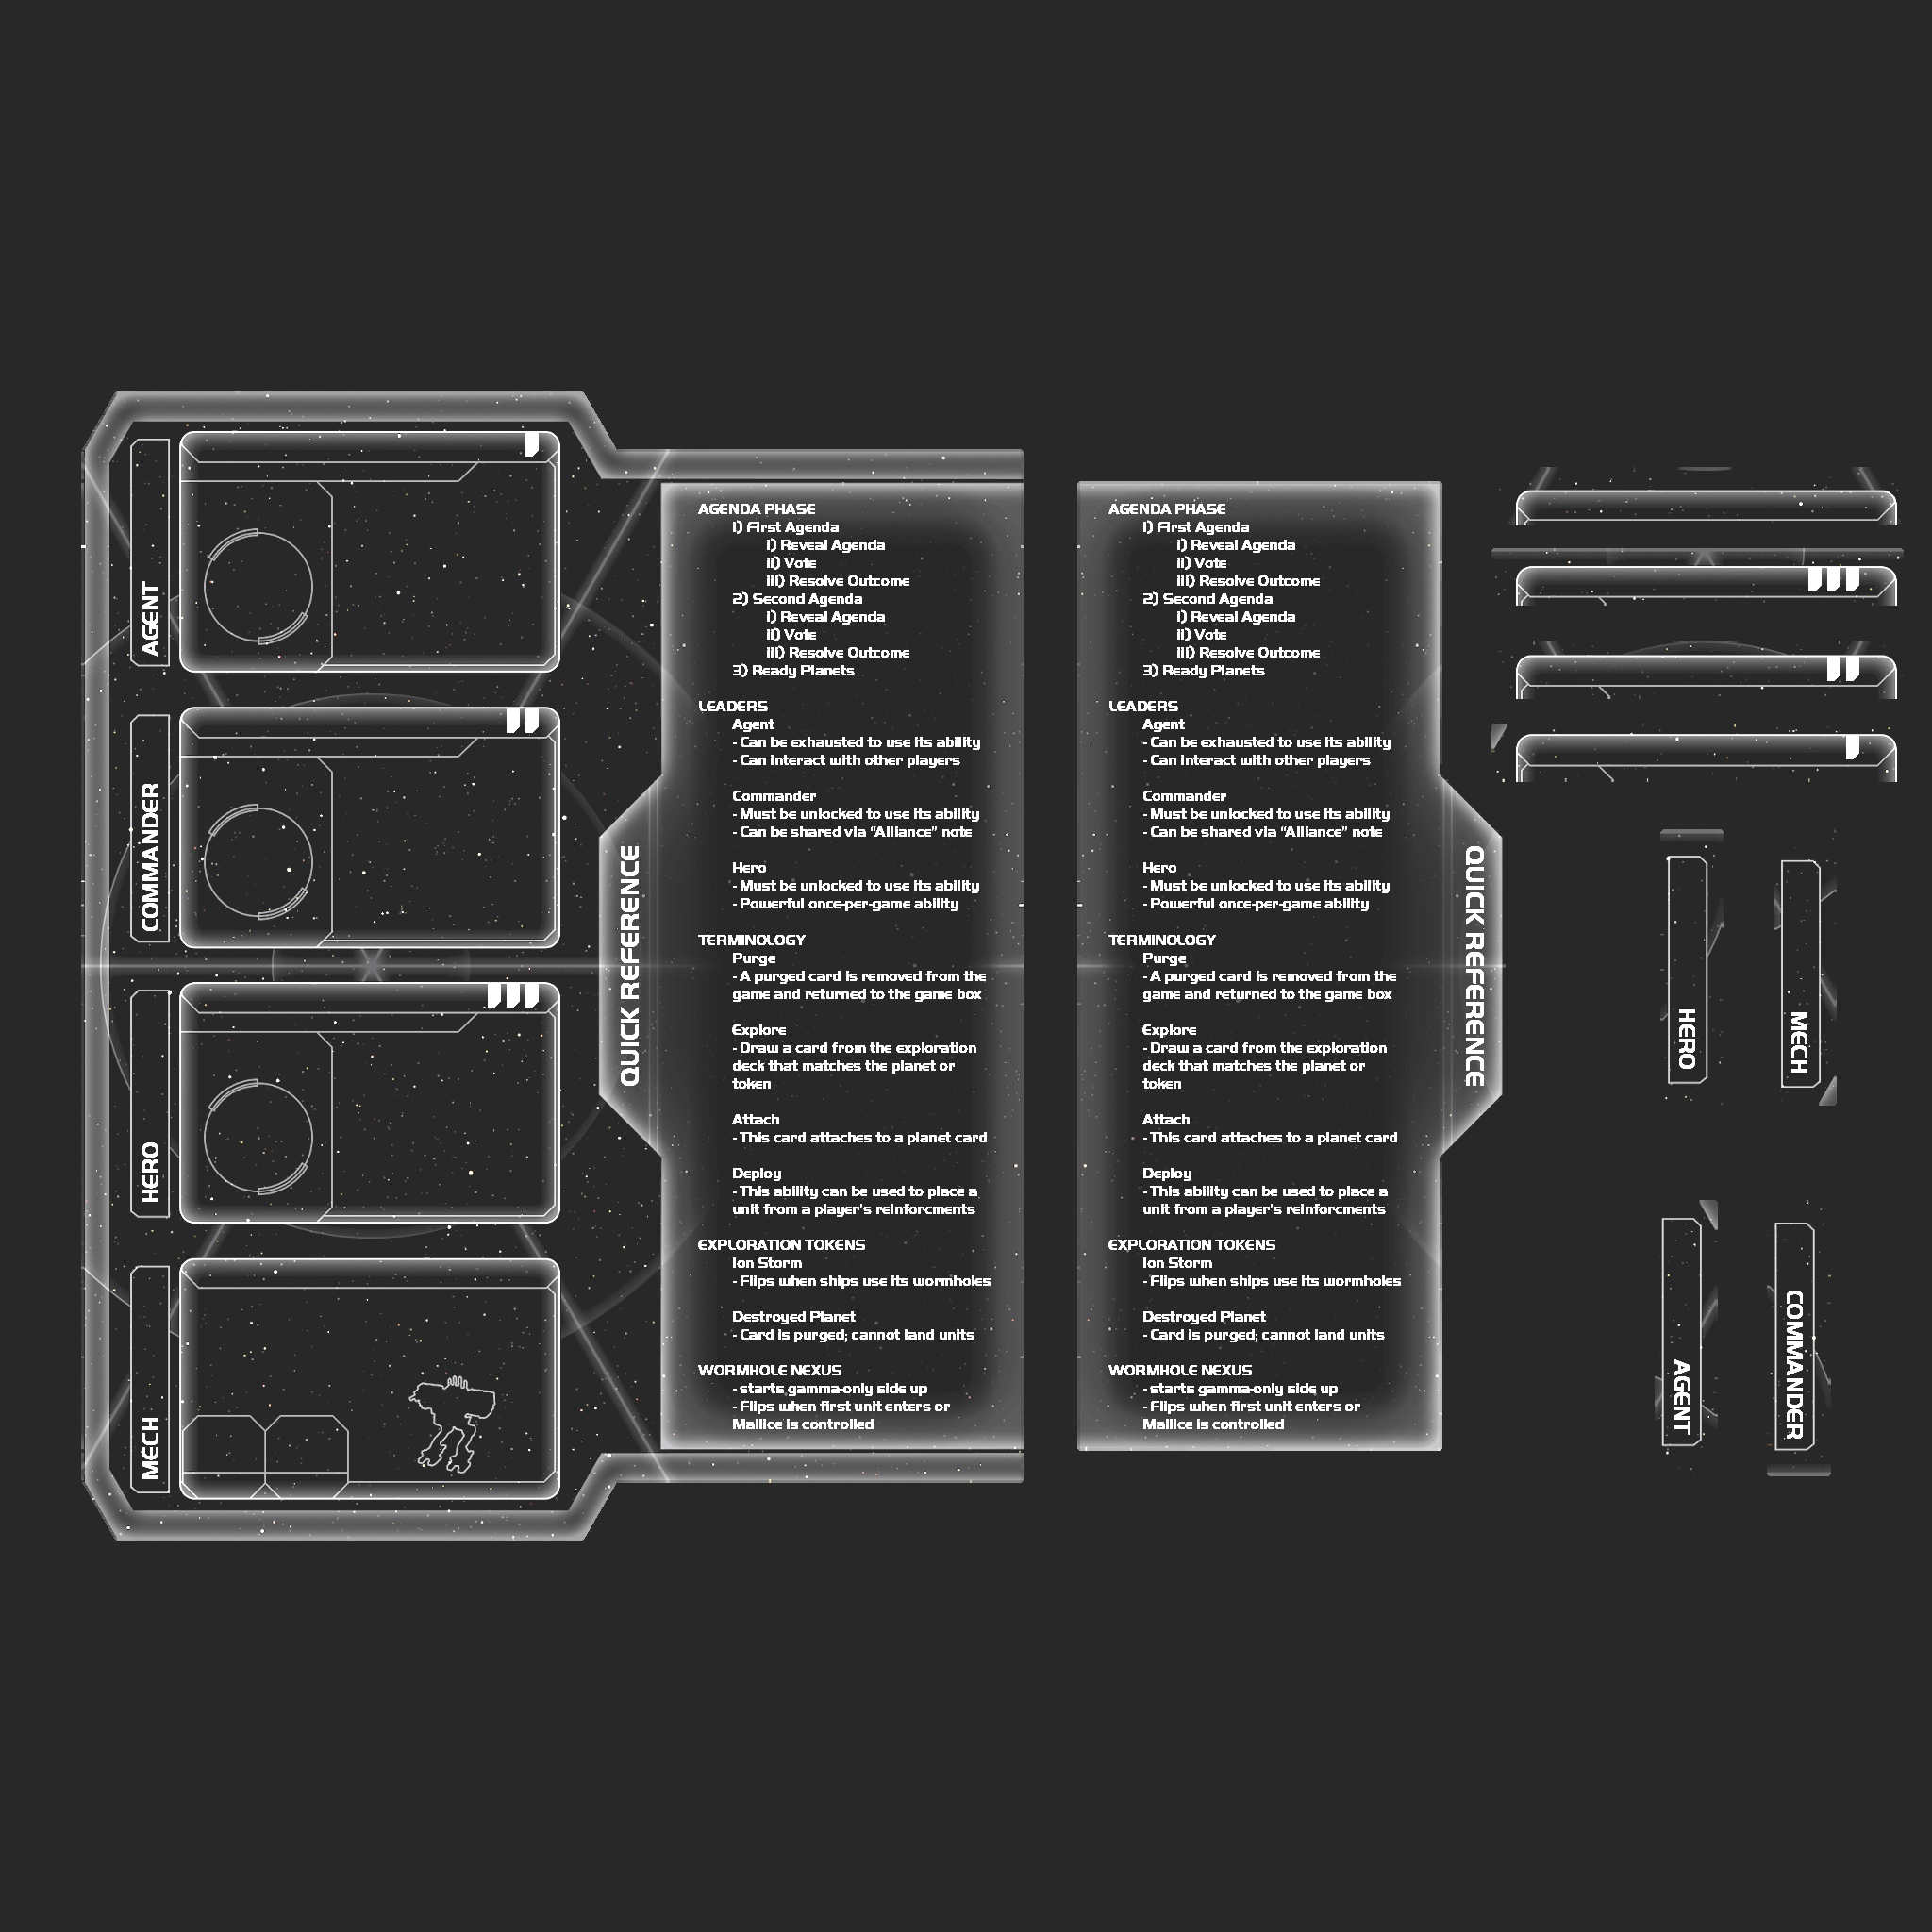 AGENT
COMMANDER
HERO
MECH
QUICK REFERENCE
AGENDA PHASE
1) First Agenda
i) Reveal Agenda
ii) Vote
iii) Resolve Outcome
2) Second Agenda
i) Reveal Agenda
ii) Vote
iii) Resolve Outcome
3) Ready Planets
LEADERS
Agent
- Can be exhausted to use its ability
- Can interact with other players
Commander
- Must be unlocked to use its ability
- Can be shared via “Alliance” note
Hero
- Must be unlocked to use its ability
- Powerful once-per-game ability
TERMINOLOGY
Purge
- A purged card is removed from the
game and returned to the game box
Explore
- Draw a card from the exploration
deck that matches the planet or
token
Attach
- This card attaches to a planet card
Deploy
- This ability can be used to place a
unit from a player's reinforcments
EXPLORATION TOKENS
Ion Storm
- Flips when ships use its wormholes
Destroyed Planet
- Card is purged; cannot land units
WORMHOLE NEXUS
- starts gamma-only side up
- Flips when first unit enters or
Mallice is controlled
AGENDA PHASE
1) First Agenda
i) Reveal Agenda
ii) Vote
iii) Resolve Outcome
2) Second Agenda
i) Reveal Agenda
ii) Vote
iii) Resolve Outcome
3) Ready Planets
LEADERS
Agent
- Can be exhausted to use its ability
- Can interact with other players
Commander
- Must be unlocked to use its ability
- Can be shared via “Alliance” note
Hero
- Must be unlocked to use its ability
- Powerful once-per-game ability
TERMINOLOGY
Purge
- A purged card is removed from the
game and returned to the game box
Explore
- Draw a card from the exploration
deck that matches the planet or
token
Attach
- This card attaches to a planet card
Deploy
- This ability can be used to place a
unit from a player's reinforcments
EXPLORATION TOKENS
Ion Storm
- Flips when ships use its wormholes
Destroyed Planet
- Card is purged; cannot land units
WORMHOLE NEXUS
- starts gamma-only side up
- Flips when first unit enters or
Mallice is controlled
QUICK REFERENCE
HERO
MECH
AGENT
COMMANDER